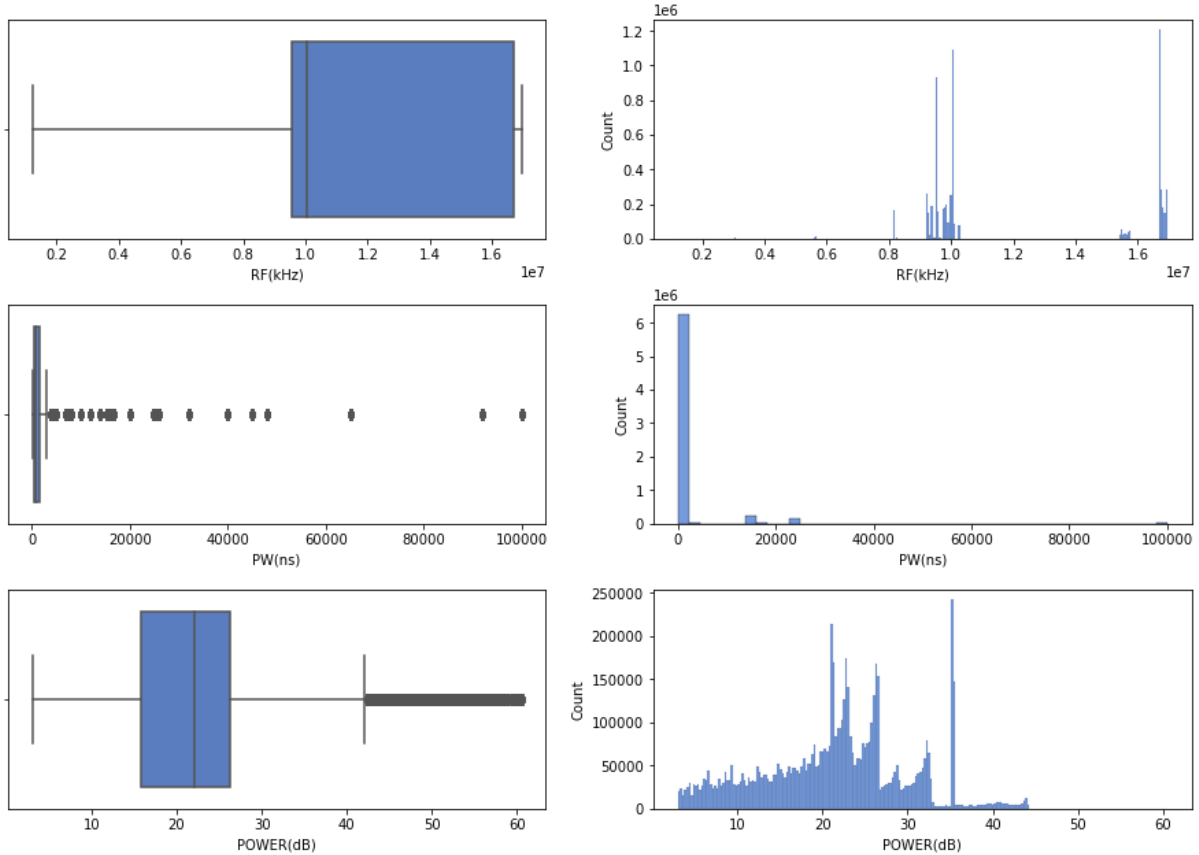 0.2 0.4 0.6 0.8 1.0 1.2 1.4 1.6
1e7
RF(kHz)
1e6
1.2
1.0
0.8
0.6
0.4
0.2
0.0
Count
0.2 0.4 0.6 0.8 1.0 1.2 1.4 1.6
1e7
RF(kHz)
0 20000 40000 60000 80000 100000
PW(ns)
1e6
6
5
4
3
2
1
0
Count
0 20000 40000 60000 80000 100000
PW(ns)
10 20 30 40 50 60
POWER(dB)
250000
200000
150000
100000
50000
0
Count
10 20 30 40 50 60
POWER(dB)